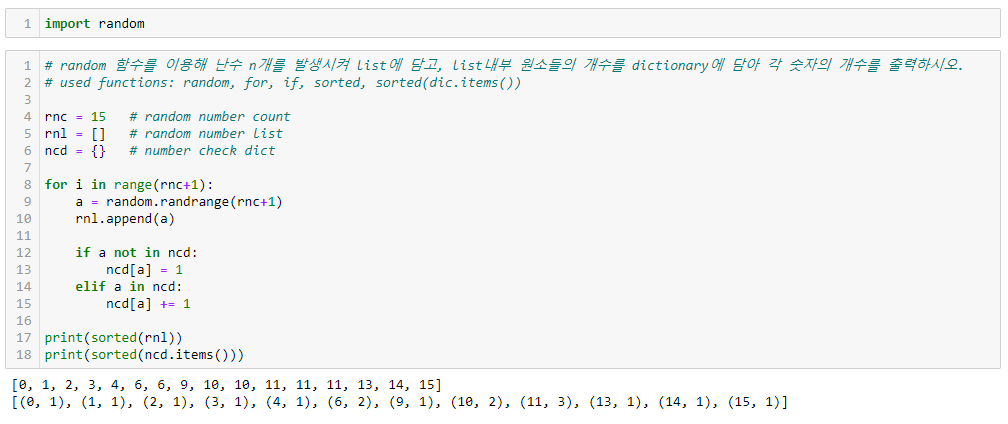 1 import random
1 # random 함수를 이용해 난수 n개를 발생시켜 list에 담고, list내부 원소들의 개수를 dictionary에 담아 각 숫자의 개수를 출력하시오.
2 # used functions: random, for, if, sorted, sorted(dic.items())
3
4 rnc = 15   # random number count
5 rnl = []   # random number list
6 ncd = {}   # number check dict
7
8 for i in range(rnc+1):
9     a = random.randrange(rnc+1)
10     rnl.append(a)
11
12     if a not in ncd:
13         ncd[a] = 1
14     elif a in ncd:
15         ncd[a] += 1
16
17 print(sorted(rnl))
18 print(sorted(ncd.items()))
[0, 1, 2, 3, 4, 6, 6, 9, 10, 10, 11, 11, 11, 13, 14, 15]
[(0, 1), (1, 1), (2, 1), (3, 1), (4, 1), (6, 2), (9, 1), (10, 2), (11, 3), (13, 1), (14, 1), (15, 1)]